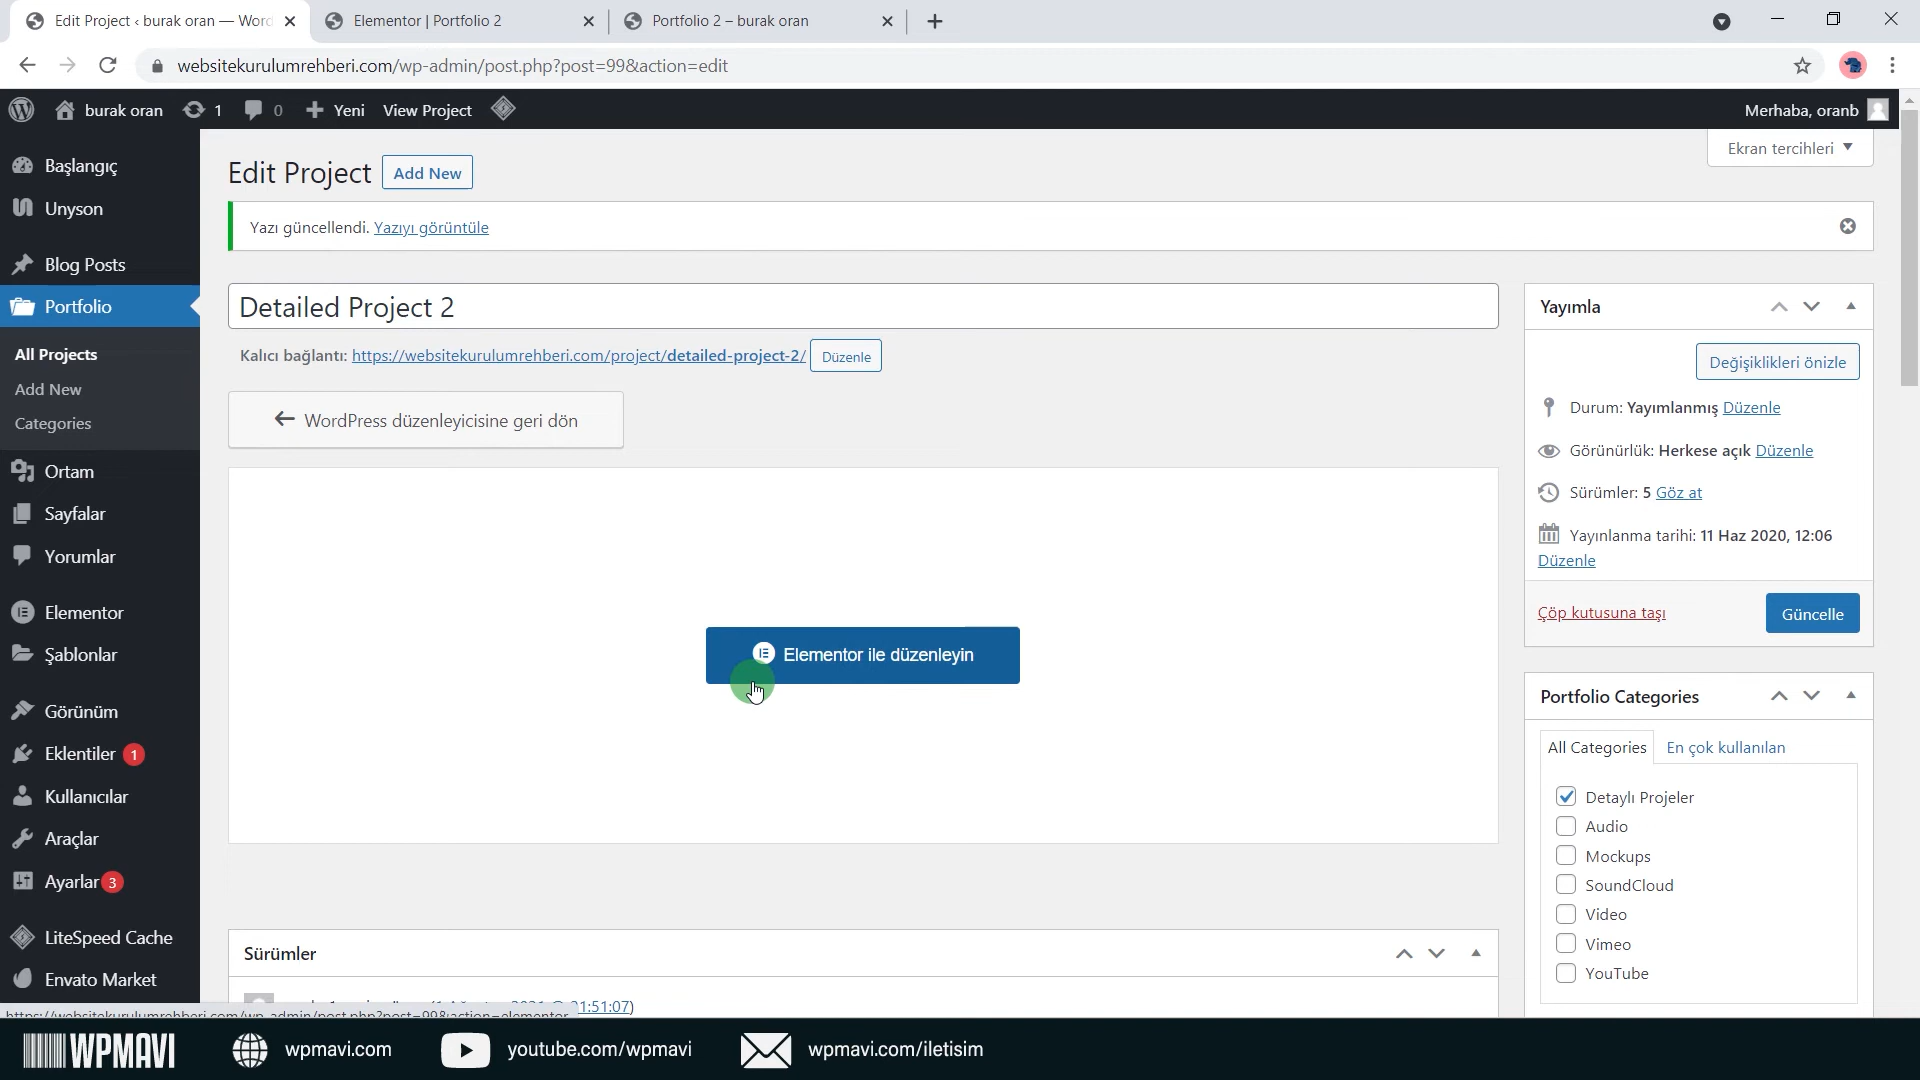 Edit Project ‹ burak oran — Word
Elementor | Portfolio 2
Portfolio 2 – burak oran
websitekurulumrehberi.com/wp-admin/post.php?post=99&action=edit
burak oran
1
0
Yeni
View Project
Merhaba, oranb
Başlangıç
Unyson
Blog Posts
Portfolio
All Projects
Add New
Categories
Ortam
Sayfalar
Yorumlar
Elementor
Şablonlar
Görünüm
Eklentiler 1
Kullanıcılar
Araçlar
Ayarlar 3
LiteSpeed Cache
Envato Market
Ekran tercihleri
Edit Project Add New
Yazı güncellendi. Yazıyı görüntüle
Detailed Project 2
Kalıcı bağlantı: https://websitekurulumrehberi.com/project/detailed-project-2/ Düzenle
WordPress düzenleyicisine geri dön
Elementor ile düzenleyin
Sürümler
1:51:07)
Yayımla
Değişiklikleri önizle
Durum: Yayımlanmış Düzenle
Görünürlük: Herkese açık Düzenle
Sürümler: 5 Göz at
Yayınlanma tarihi: 11 Haz 2020, 12:06
Düzenle
Çöp kutusuna taşı
Güncelle
Portfolio Categories
All Categories
En çok kullanılan
Detaylı Projeler
Audio
Mockups
SoundCloud
Video
Vimeo
YouTube
WPMAVI
wpmavi.com
youtube.com/wpmavi
wpmavi.com/iletisim